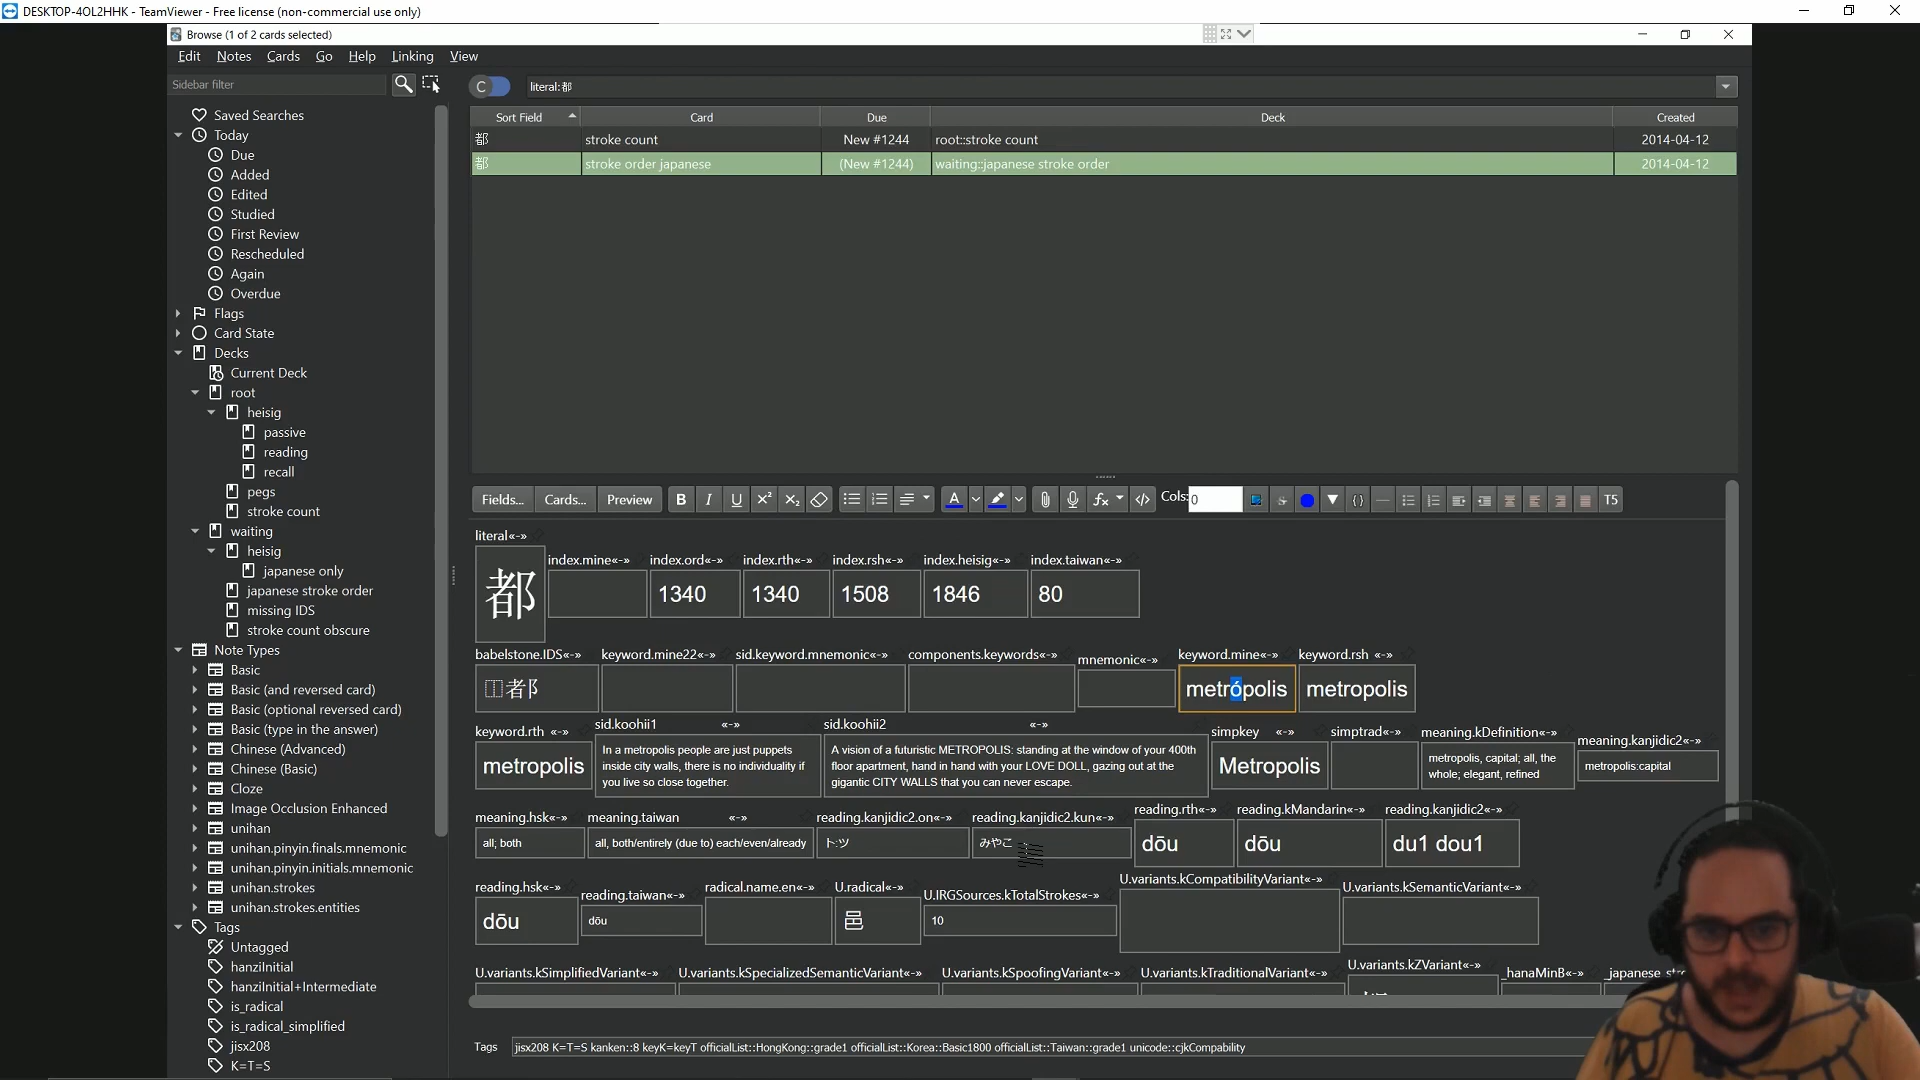 DESKTOP-4OL2HHK - TeamViewer - Free license (non-commercial use only)
Browse (1 of 2 cards selected)
Edit Notes Cards Go Help Linking View
Sidebar filter
C literal:都
Saved Searches
Today
Due
Added
Edited
Studied
First Review
Rescheduled
Again
Overdue
Flags
Card State
Decks
Current Deck
root
heisig
passive
reading
recall
pegs
stroke count
waiting
heisig
japanese only
japanese stroke order
missing IDS
stroke count obscure
Note Types
Basic
Basic (and reversed card)
Basic (optional reversed card)
Basic (type in the answer)
Chinese (Advanced)
Chinese (Basic)
Cloze
Image Occlusion Enhanced
unihan
unihan.pinyin.finals.mnemonic
unihan.pinyin.initials.mnemonic
unihan.strokes
unihan.strokes.entities
Tags
Untagged
hanziInitial
hanziInitial+Intermediate
is_radical
is_radical_simplified
jisx208
K=T=S
Sort Field Card Due Deck Created
都 stroke count New #1244 root::stroke count 2014-04-12
都 stroke order japanese (New #1244) waiting::japanese stroke order 2014-04-12
Fields... Cards... Preview B I U X² X₂ A fx </> Cols: 0 T5
literal«-»
都
index.mine«-» index.ord«-» index.rth«-» index.rsh«-» index.heisig«-» index.taiwan«-»
1340 1340 1508 1846 80
babelstone.IDS«-» keyword.mine22«-» sid.keyword.mnemonic«-» components.keywords«-» mnemonic«-» keyword.mine«-» keyword.rsh «-»
⿰者阝 metrópolis metropolis
keyword.rth «-» sid.koohii1 «-» sid.koohii2 «-» simpkey «-» simptrad«-» meaning.kDefinition«-» meaning.kanjidic2«-»
metropolis
In a metropolis people are just puppets
inside city walls, there is no individuality if
you live so close together.
A vision of a futuristic METROPOLIS: standing at the window of your 400th
floor apartment, hand in hand with your LOVE DOLL, gazing out at the
gigantic CITY WALLS that you can never escape.
Metropolis
metropolis, capital; all, the
whole; elegant, refined
metropolis:capital
meaning.hsk«-» meaning.taiwan «-» reading.kanjidic2.on«-» reading.kanjidic2.kun«-» reading.rth«-» reading.kMandarin«-» reading.kanjidic2«-»
all; both all, both/entirely (due to) each/even/already ト:ツ みやこ dōu dōu du1 dou1
reading.hsk«-» reading.taiwan«-» radical.name.en«-» U.radical«-» U.IRGSources.kTotalStrokes«-» U.variants.kCompatibilityVariant«-» U.variants.kSemanticVariant«-»
dōu dōu 邑 10
U.variants.kSimplifiedVariant«-» U.variants.kSpecializedSemanticVariant«-» U.variants.kSpoofingVariant«-» U.variants.kTraditionalVariant«-» U.variants.kZVariant«-» _hanaMinB«-»
Tags jisx208 K=T=S kanken::8 keyK=keyT officialList::HongKong::grade1 officialList::Korea::Basic1800 officialList::Taiwan::grade1 unicode::cjkCompability